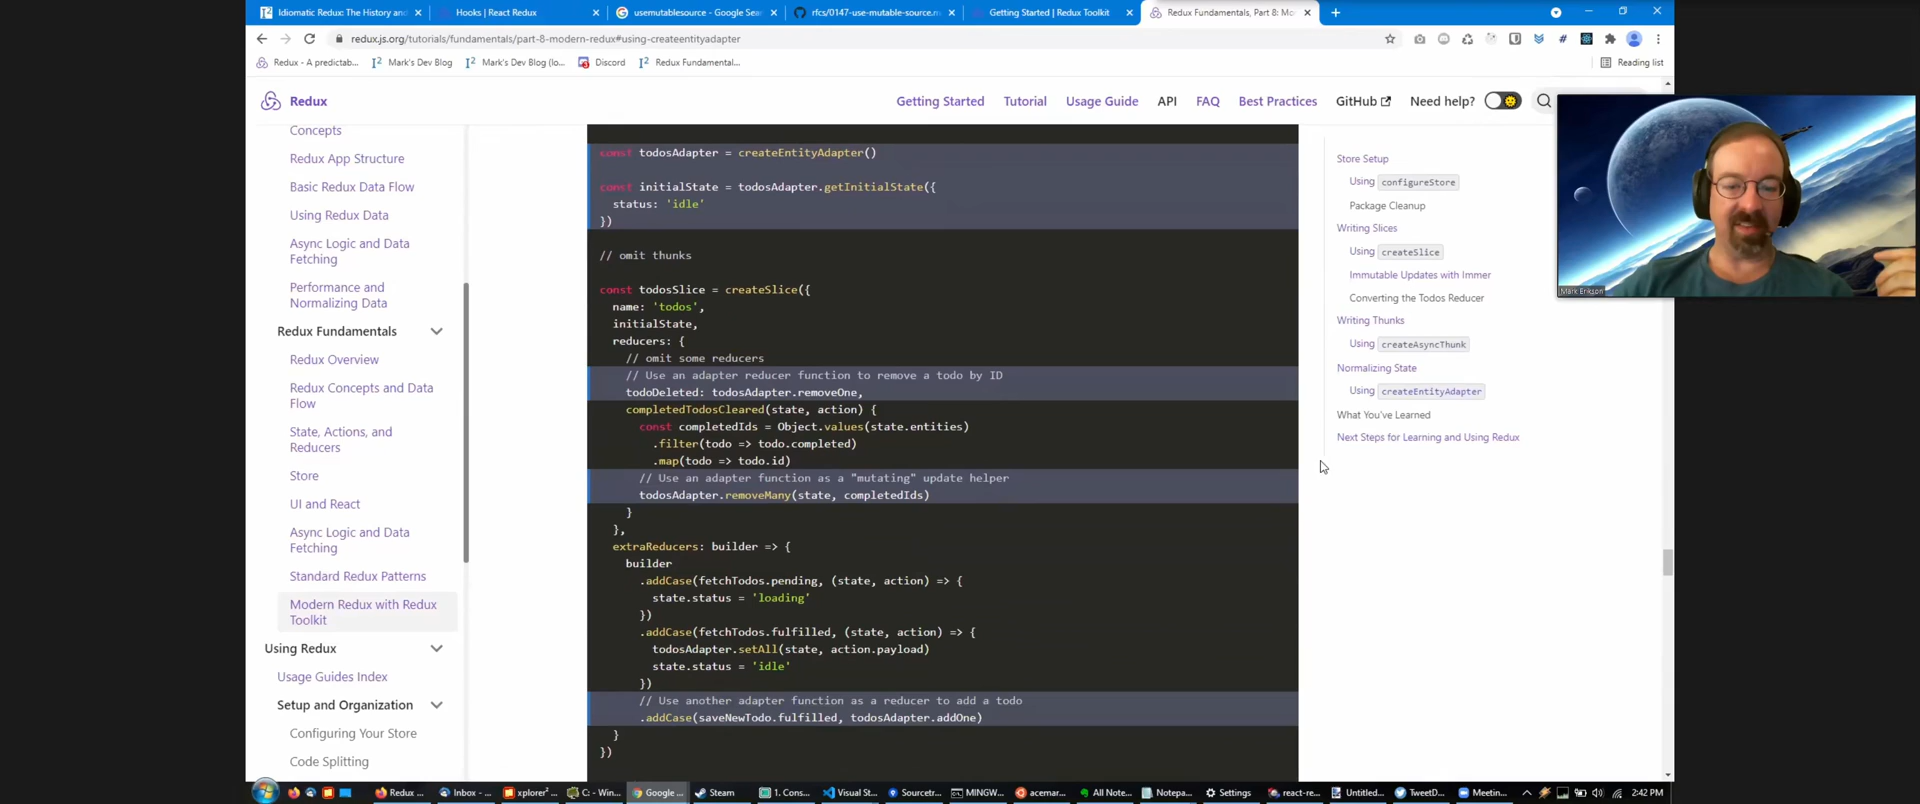 Idiomatic Redux: The History and
Hooks | React Redux
usemutablesource - Google Sea
rfcs/0147-use-mutable-source.m
Getting Started | Redux Toolkit
Redux Fundamentals, Part 8: Mo
redux.js.org/tutorials/fundamentals/part-8-modern-redux#using-createentityadapter
Redux - A predictab...
Mark's Dev Blog
Mark's Dev Blog (lo...
Discord
Redux Fundamental...
Reading list
Redux
Getting Started
Tutorial
Usage Guide
API
FAQ
Best Practices
GitHub
Need help?
Concepts
Redux App Structure
Basic Redux Data Flow
Using Redux Data
Async Logic and Data
Fetching
Performance and
Normalizing Data
Redux Fundamentals
Redux Overview
Redux Concepts and Data
Flow
State, Actions, and
Reducers
Store
UI and React
Async Logic and Data
Fetching
Standard Redux Patterns
Modern Redux with Redux
Toolkit
Using Redux
Usage Guides Index
Setup and Organization
Configuring Your Store
Code Splitting
const todosAdapter = createEntityAdapter()
const initialState = todosAdapter.getInitialState({
status: 'idle'
})
// omit thunks
const todosSlice = createSlice({
name: 'todos',
initialState,
reducers: {
// omit some reducers
// Use an adapter reducer function to remove a todo by ID
todoDeleted: todosAdapter.removeOne,
completedTodosCleared(state, action) {
const completedIds = Object.values(state.entities)
.filter(todo => todo.completed)
.map(todo => todo.id)
// Use an adapter function as a "mutating" update helper
todosAdapter.removeMany(state, completedIds)
}
},
extraReducers: builder => {
builder
.addCase(fetchTodos.pending, (state, action) => {
state.status = 'loading'
})
.addCase(fetchTodos.fulfilled, (state, action) => {
todosAdapter.setAll(state, action.payload)
state.status = 'idle'
})
// Use another adapter function as a reducer to add a todo
.addCase(saveNewTodo.fulfilled, todosAdapter.addOne)
}
})
Store Setup
Using configureStore
Package Cleanup
Writing Slices
Using createSlice
Immutable Updates with Immer
Converting the Todos Reducer
Writing Thunks
Using createAsyncThunk
Normalizing State
Using createEntityAdapter
What You've Learned
Next Steps for Learning and Using Redux
Mark Erikson
Redux ...
Inbox - ...
xplorer² ...
C: - Win...
Google ...
Steam
1. Cons...
Visual St...
Sourcetr...
MINGW...
acemar...
All Note...
Notepa...
Settings
react-re...
Untitled...
TweetD...
Meetin...
2:42 PM